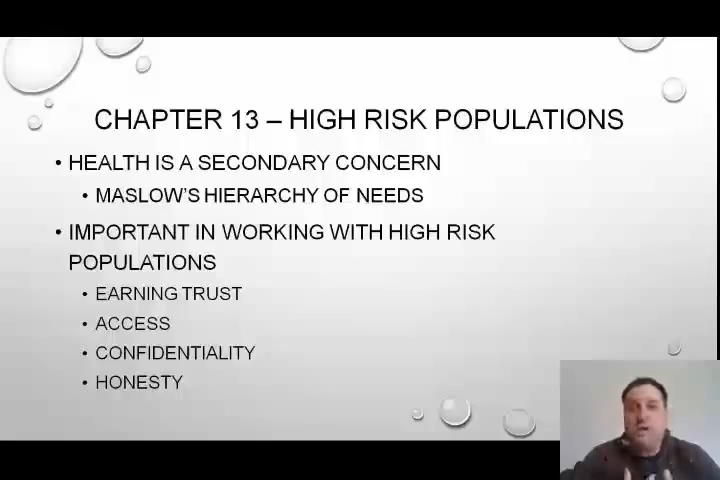 CHAPTER 13 – HIGH RISK POPULATIONS
• HEALTH IS A SECONDARY CONCERN
• MASLOW'S HIERARCHY OF NEEDS
• IMPORTANT IN WORKING WITH HIGH RISK
POPULATIONS
• EARNING TRUST
• ACCESS
• CONFIDENTIALITY
• HONESTY